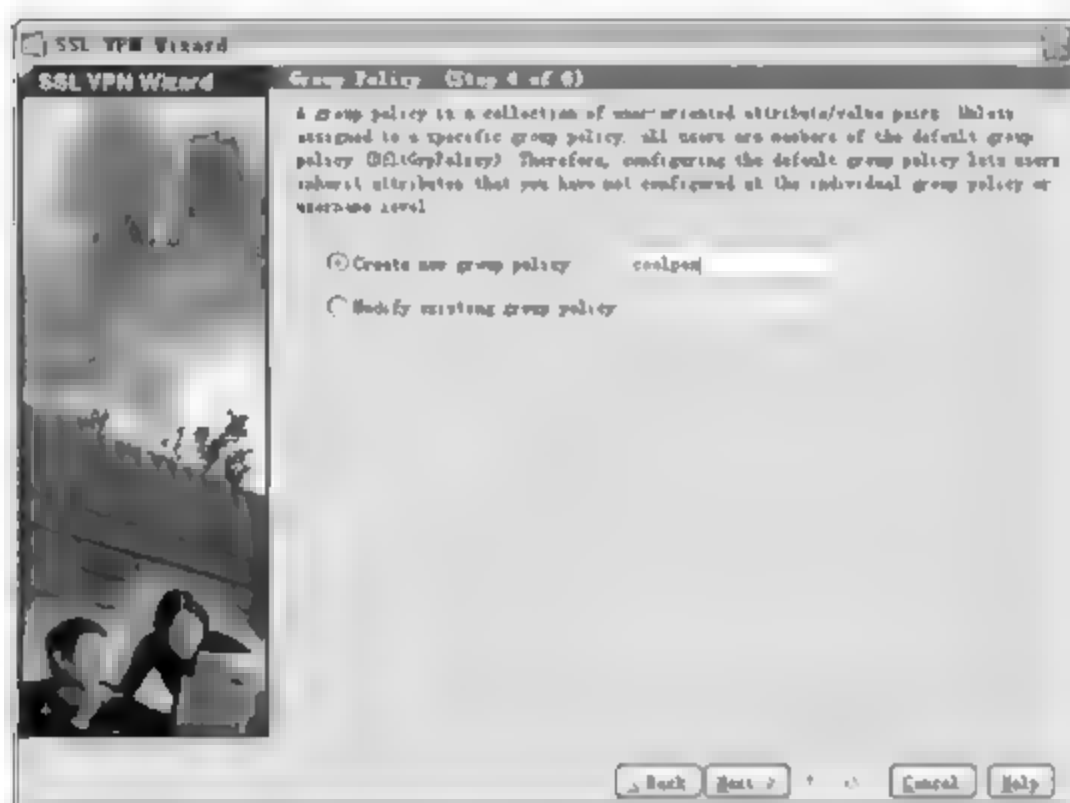 SSL VPN Wizard
SSL VPN Wizard
Group Policy (Step 4 of 6)
A group policy is a collection of user-oriented attribute/value pairs. Unless
assigned to a specific group policy, all users are members of the default group
policy (DfltGrpPolicy). Therefore, configuring the default group policy lets users
inherit attributes that you have not configured at the individual group policy or
username level
Create new group policy
Modify existing group policy
Back Next > Cancel Help